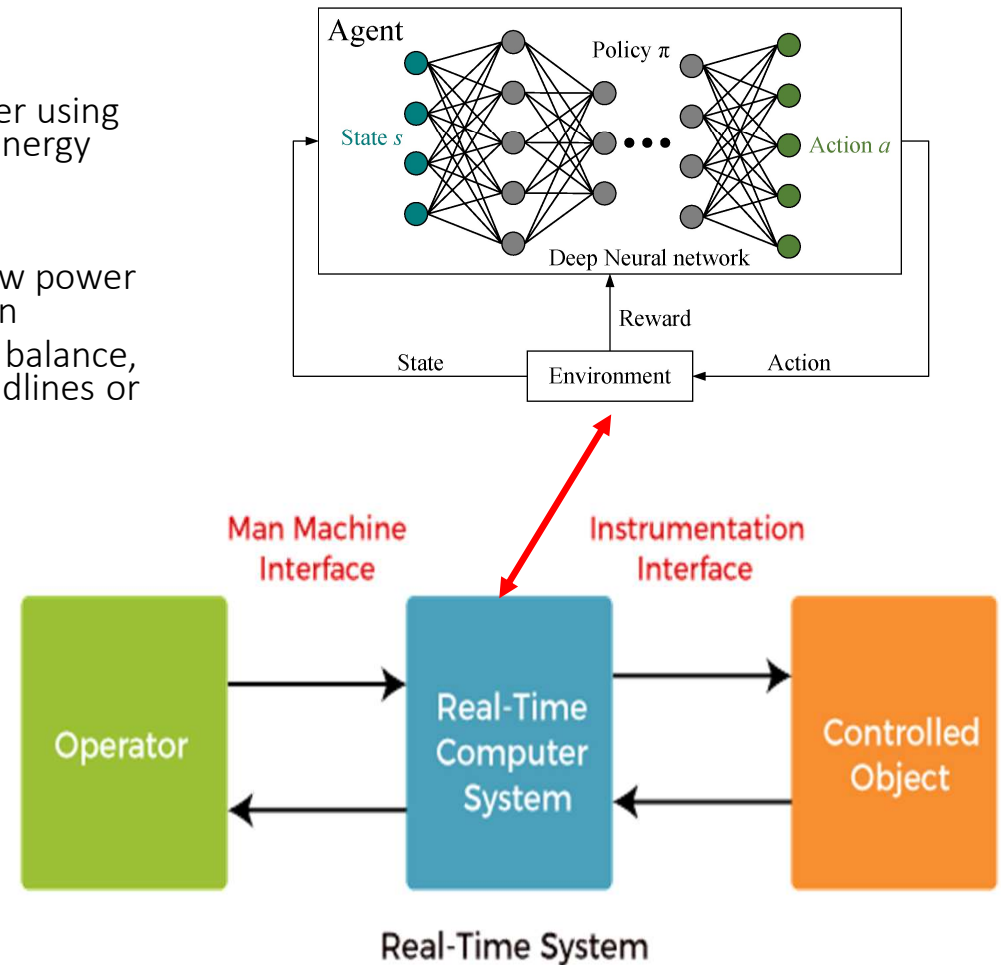 er using
nergy
w power
n
balance,
dlines or
Agent
Policy π
State s
Action a
Deep Neural network
Reward
State
Environment
Action
Man Machine
Interface
Instrumentation
Interface
Operator
Real-Time
Computer
System
Controlled
Object
Real-Time System